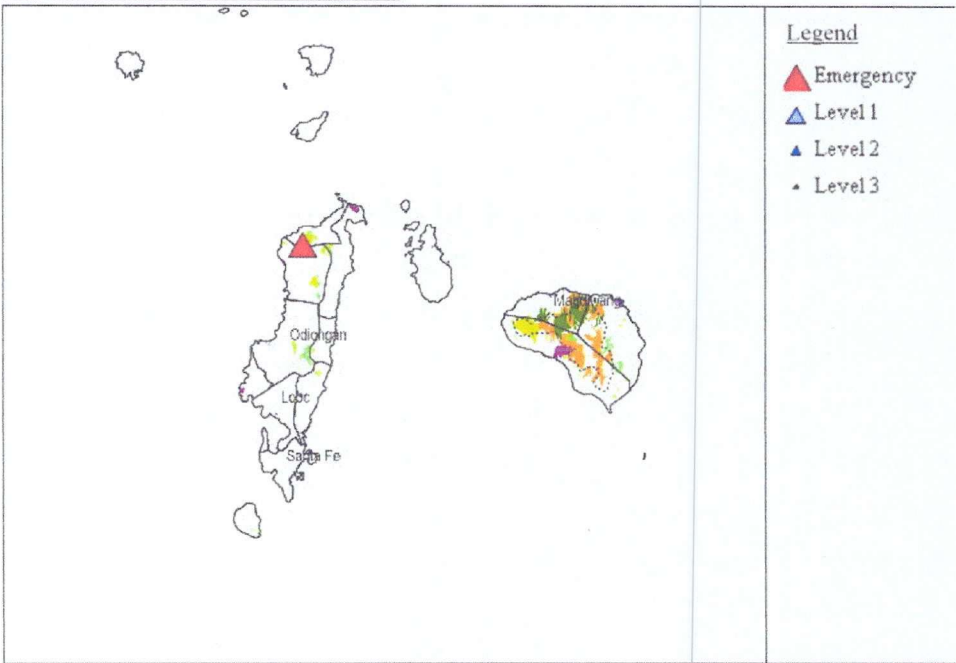 Legend
Emergency
Level 1
Level 2
Level 3
Odiongan
Looc
Santa Fe